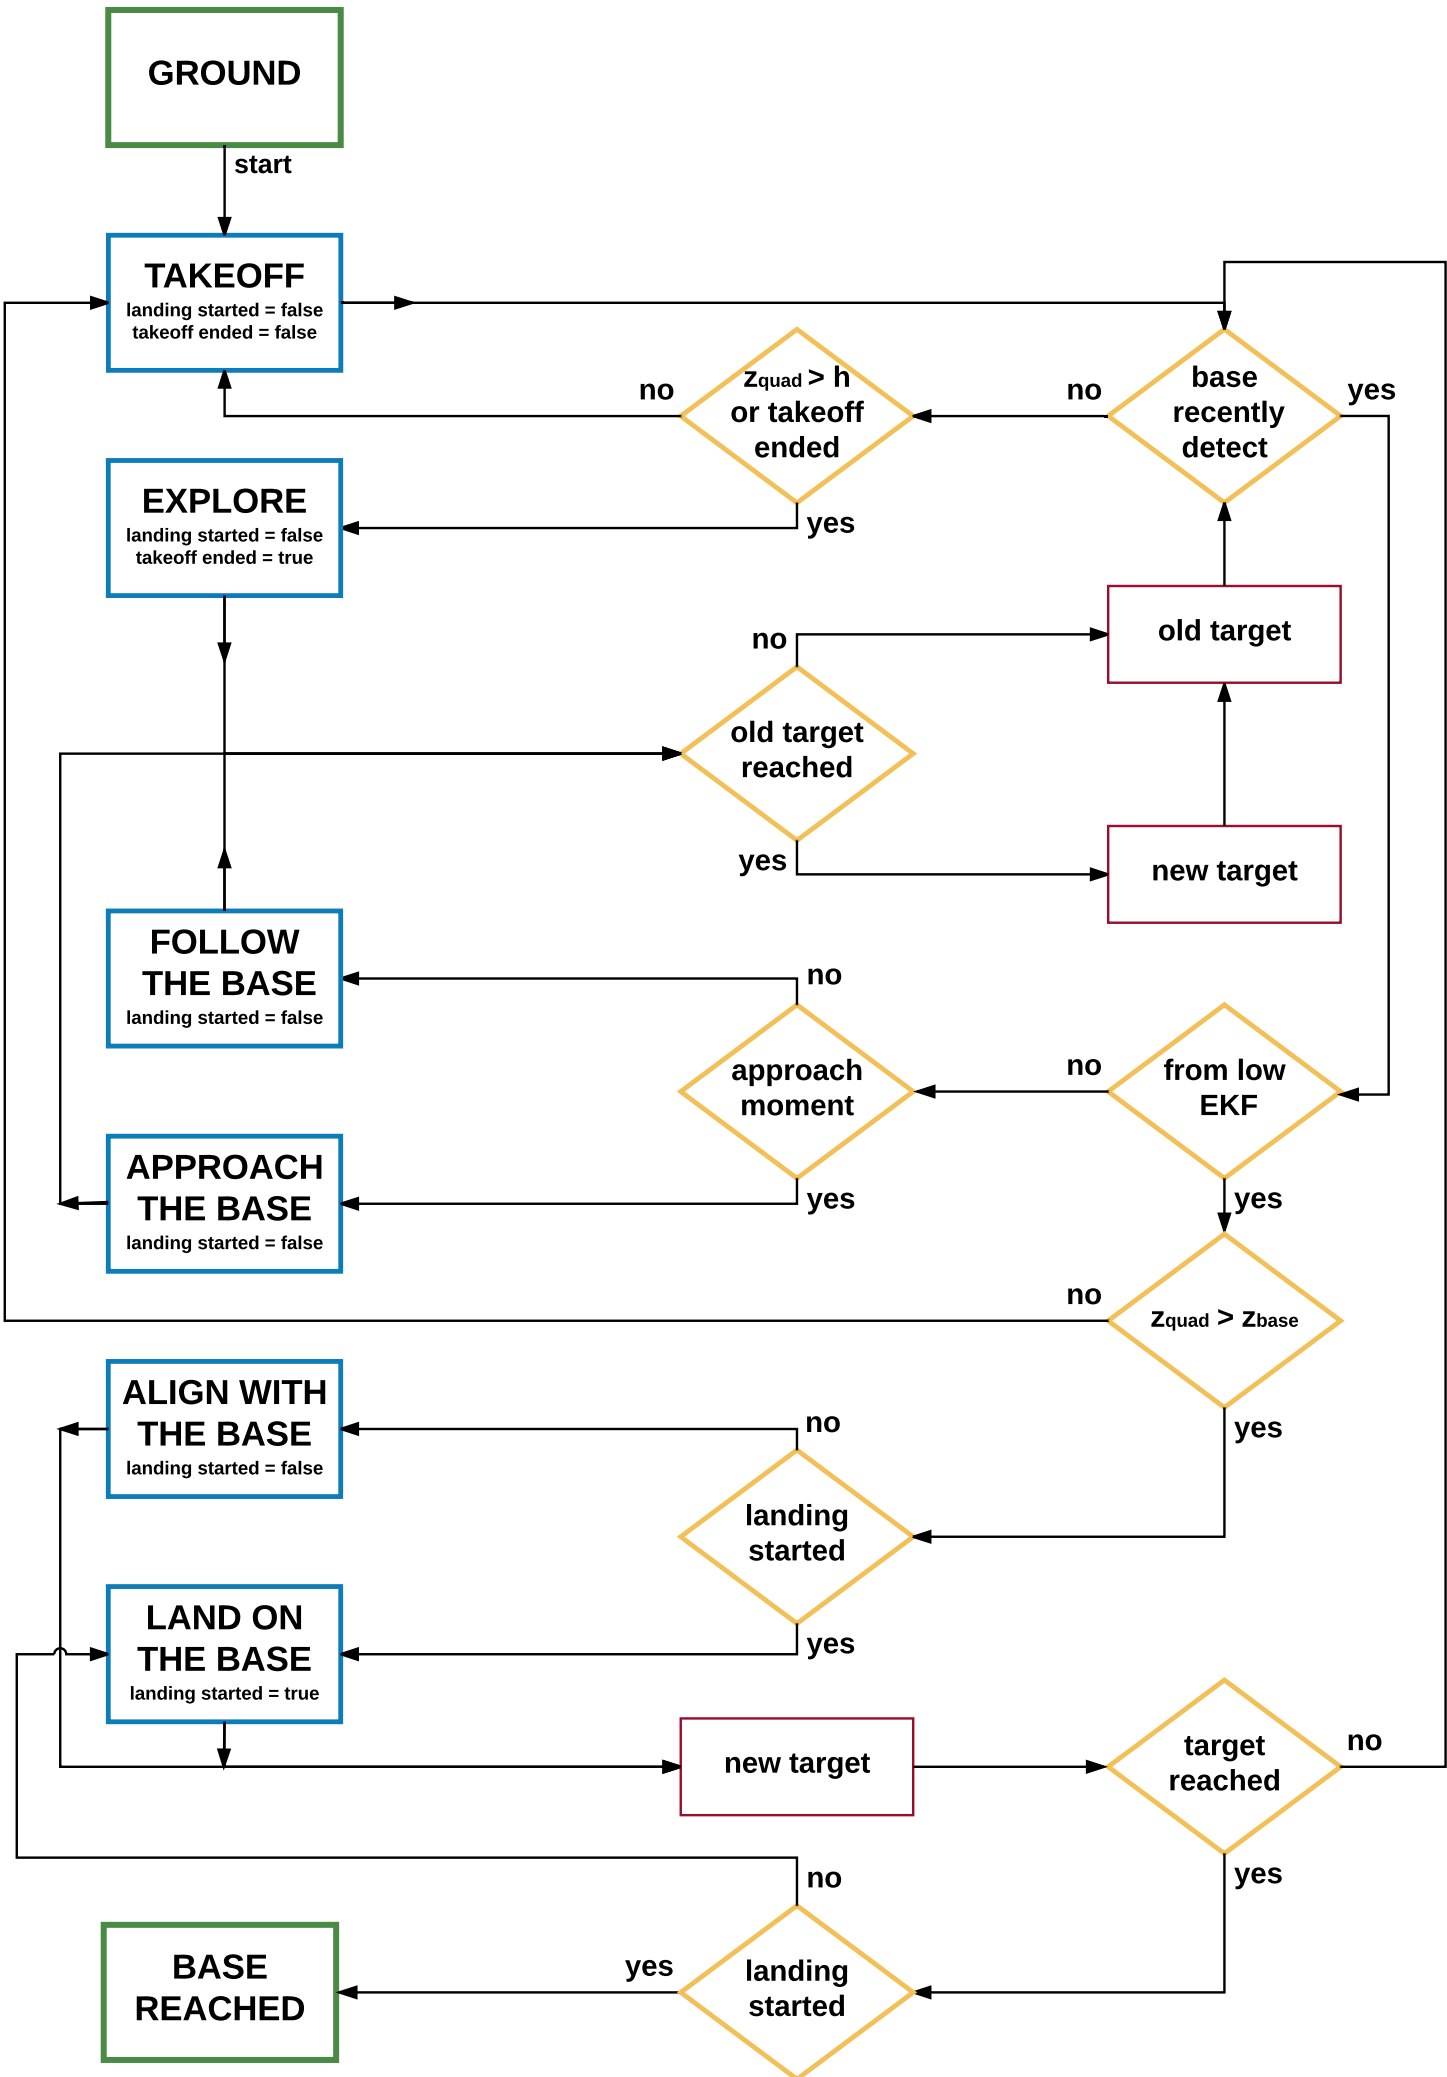 GROUND
start
TAKEOFF
landing started = false
takeoff ended = false
no
zquad > h
or takeoff
ended
yes
no
base
recently
detect
yes
EXPLORE
landing started = false
takeoff ended = true
no
old target
old target
reached
yes
new target
FOLLOW
THE BASE
landing started = false
no
approach
moment
yes
no
from low
EKF
yes
APPROACH
THE BASE
landing started = false
no
zquad > zbase
yes
ALIGN WITH
THE BASE
landing started = false
no
landing
started
yes
LAND ON
THE BASE
landing started = true
new target
target
reached
no
yes
no
landing
started
yes
BASE
REACHED